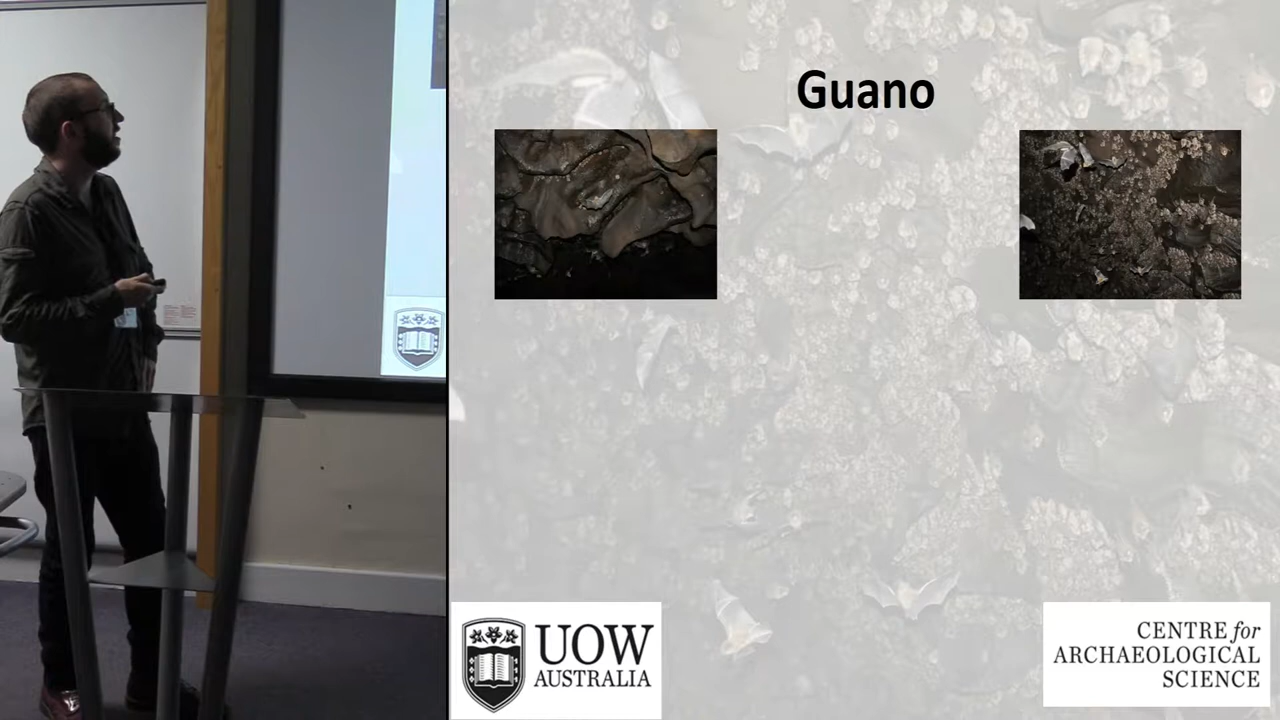 Guano
UOW
AUSTRALIA
CENTRE for
ARCHAEOLOGICAL
SCIENCE